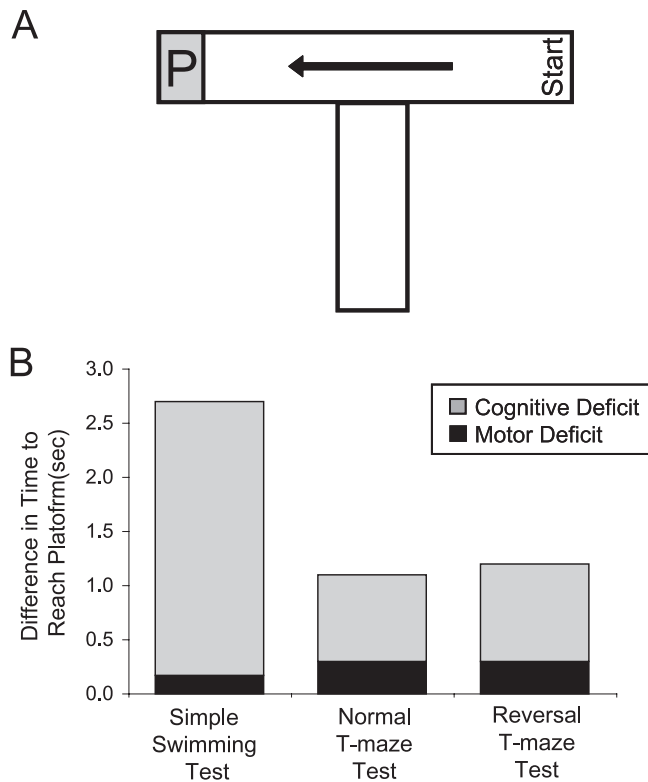 A
P
Start
B
Difference in Time to
Reach Platofrm(sec)
3.0
2.5
2.0
1.5
1.0
0.5
0.0
Cognitive Deficit
Motor Deficit
Simple
Swimming
Test
Normal
T-maze
Test
Reversal
T-maze
Test